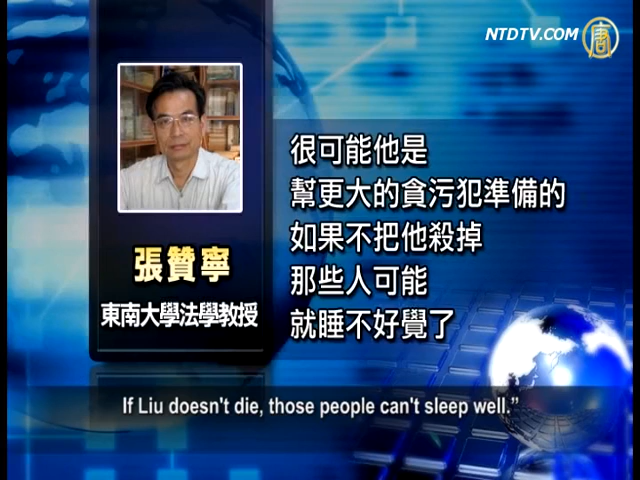 NTDTV.COM
唐
很可能他是
幫更大的貪污犯準備的
如果不把他殺掉
那些人可能
就睡不好覺了
張贊寧
東南大學法學教授
If Liu doesn't die, those people can't sleep well.”